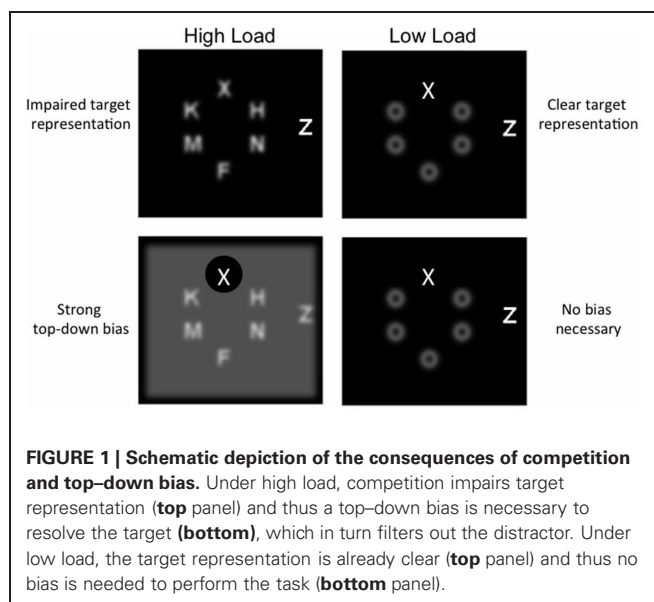 High Load
Low Load
Impaired target
representation
X
K
H
Z
M
N
F
X
O
O
Z
O
O
O
Clear target
representation
Strong
top-down bias
X
K
H
Z
M
N
F
X
O
O
Z
O
O
O
No bias
necessary
FIGURE 1 | Schematic depiction of the consequences of competition
and top–down bias. Under high load, competition impairs target
representation (top panel) and thus a top–down bias is necessary to
resolve the target (bottom), which in turn filters out the distractor. Under
low load, the target representation is already clear (top panel) and thus no
bias is needed to perform the task (bottom panel).